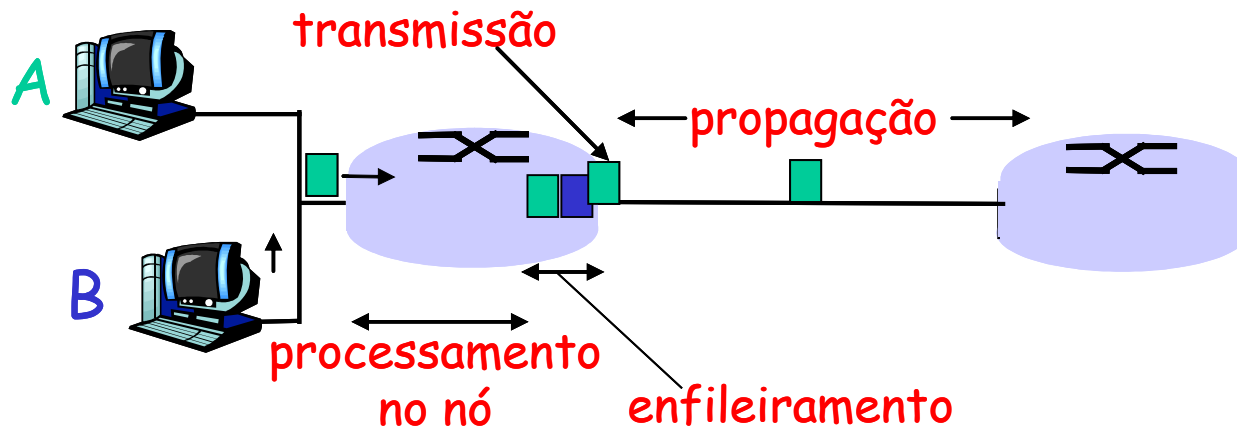 transmissão
A
propagação
B
processamento
no nó
enfileiramento